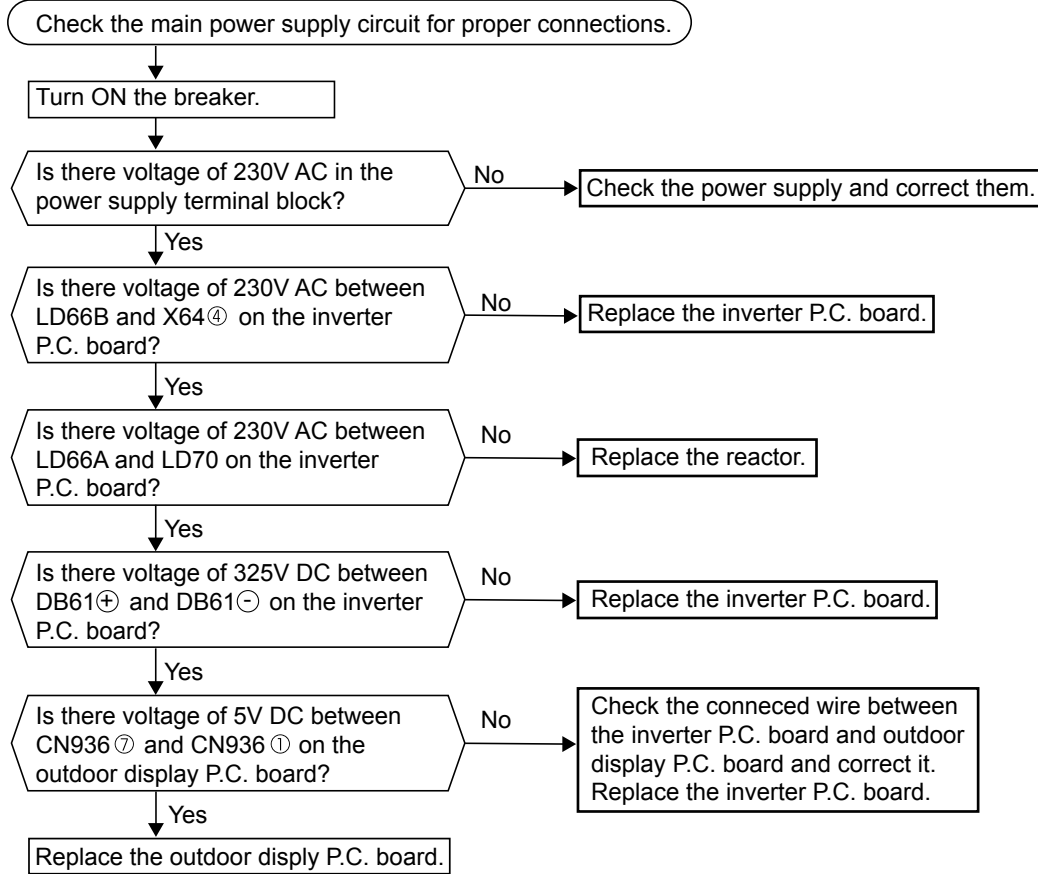 Check the main power supply circuit for proper connections.
Turn ON the breaker.
Is there voltage of 230V AC in the
power supply terminal block?
No
Check the power supply and correct them.
Yes
Is there voltage of 230V AC between
LD66B and X64④ on the inverter
P.C. board?
No
Replace the inverter P.C. board.
Yes
Is there voltage of 230V AC between
LD66A and LD70 on the inverter
P.C. board?
No
Replace the reactor.
Yes
Is there voltage of 325V DC between
DB61⊕ and DB61⊖ on the inverter
P.C. board?
No
Replace the inverter P.C. board.
Yes
Is there voltage of 5V DC between
CN936⑦ and CN936① on the
outdoor display P.C. board?
No
Check the conneced wire between
the inverter P.C. board and outdoor
display P.C. board and correct it.
Replace the inverter P.C. board.
Yes
Replace the outdoor disply P.C. board.